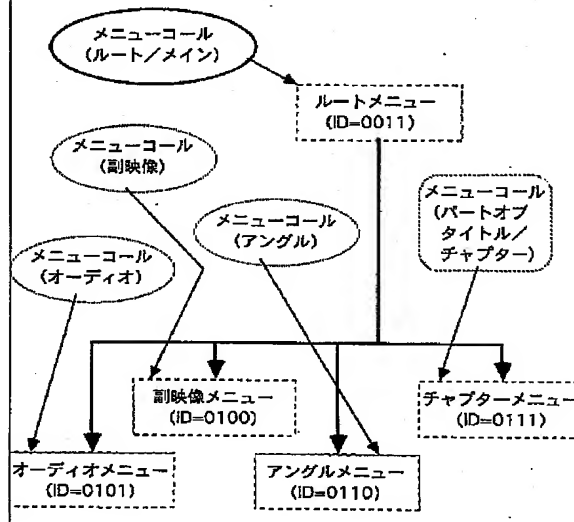 メニューコール
(ルート／メイン)
ルートメニュー
(ID=0011)
メニューコール
(副映像)
メニューコール
(アングル)
メニューコール
(パートオブ
タイトル／
チャプター)
メニューコール
(オーディオ)
副映像メニュー
(ID=0100)
チャプターメニュー
(ID=0111)
オーディオメニュー
(ID=0101)
アングルメニュー
(ID=0110)